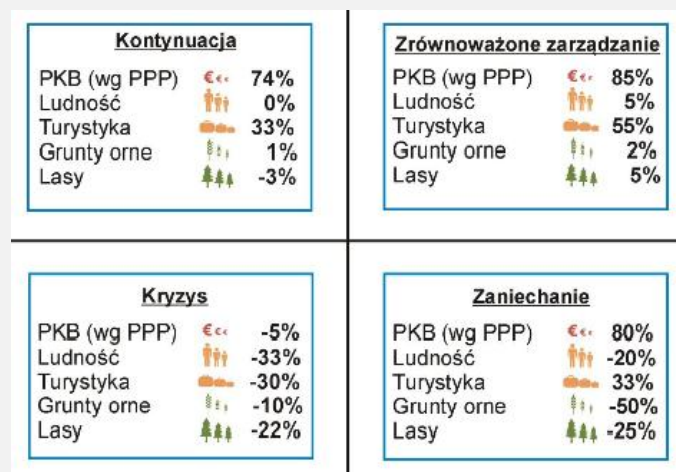 Kontynuacja
PKB (wg PPP) 74%
Ludność 0%
Turystyka 33%
Grunty orne 1%
Lasy -3%
Zrównoważone zarządzanie
PKB (wg PPP) 85%
Ludność 5%
Turystyka 55%
Grunty orne 2%
Lasy 5%
Kryzys
PKB (wg PPP) -5%
Ludność -33%
Turystyka -30%
Grunty orne -10%
Lasy -22%
Zaniechanie
PKB (wg PPP) 80%
Ludność -20%
Turystyka 33%
Grunty orne -50%
Lasy -25%